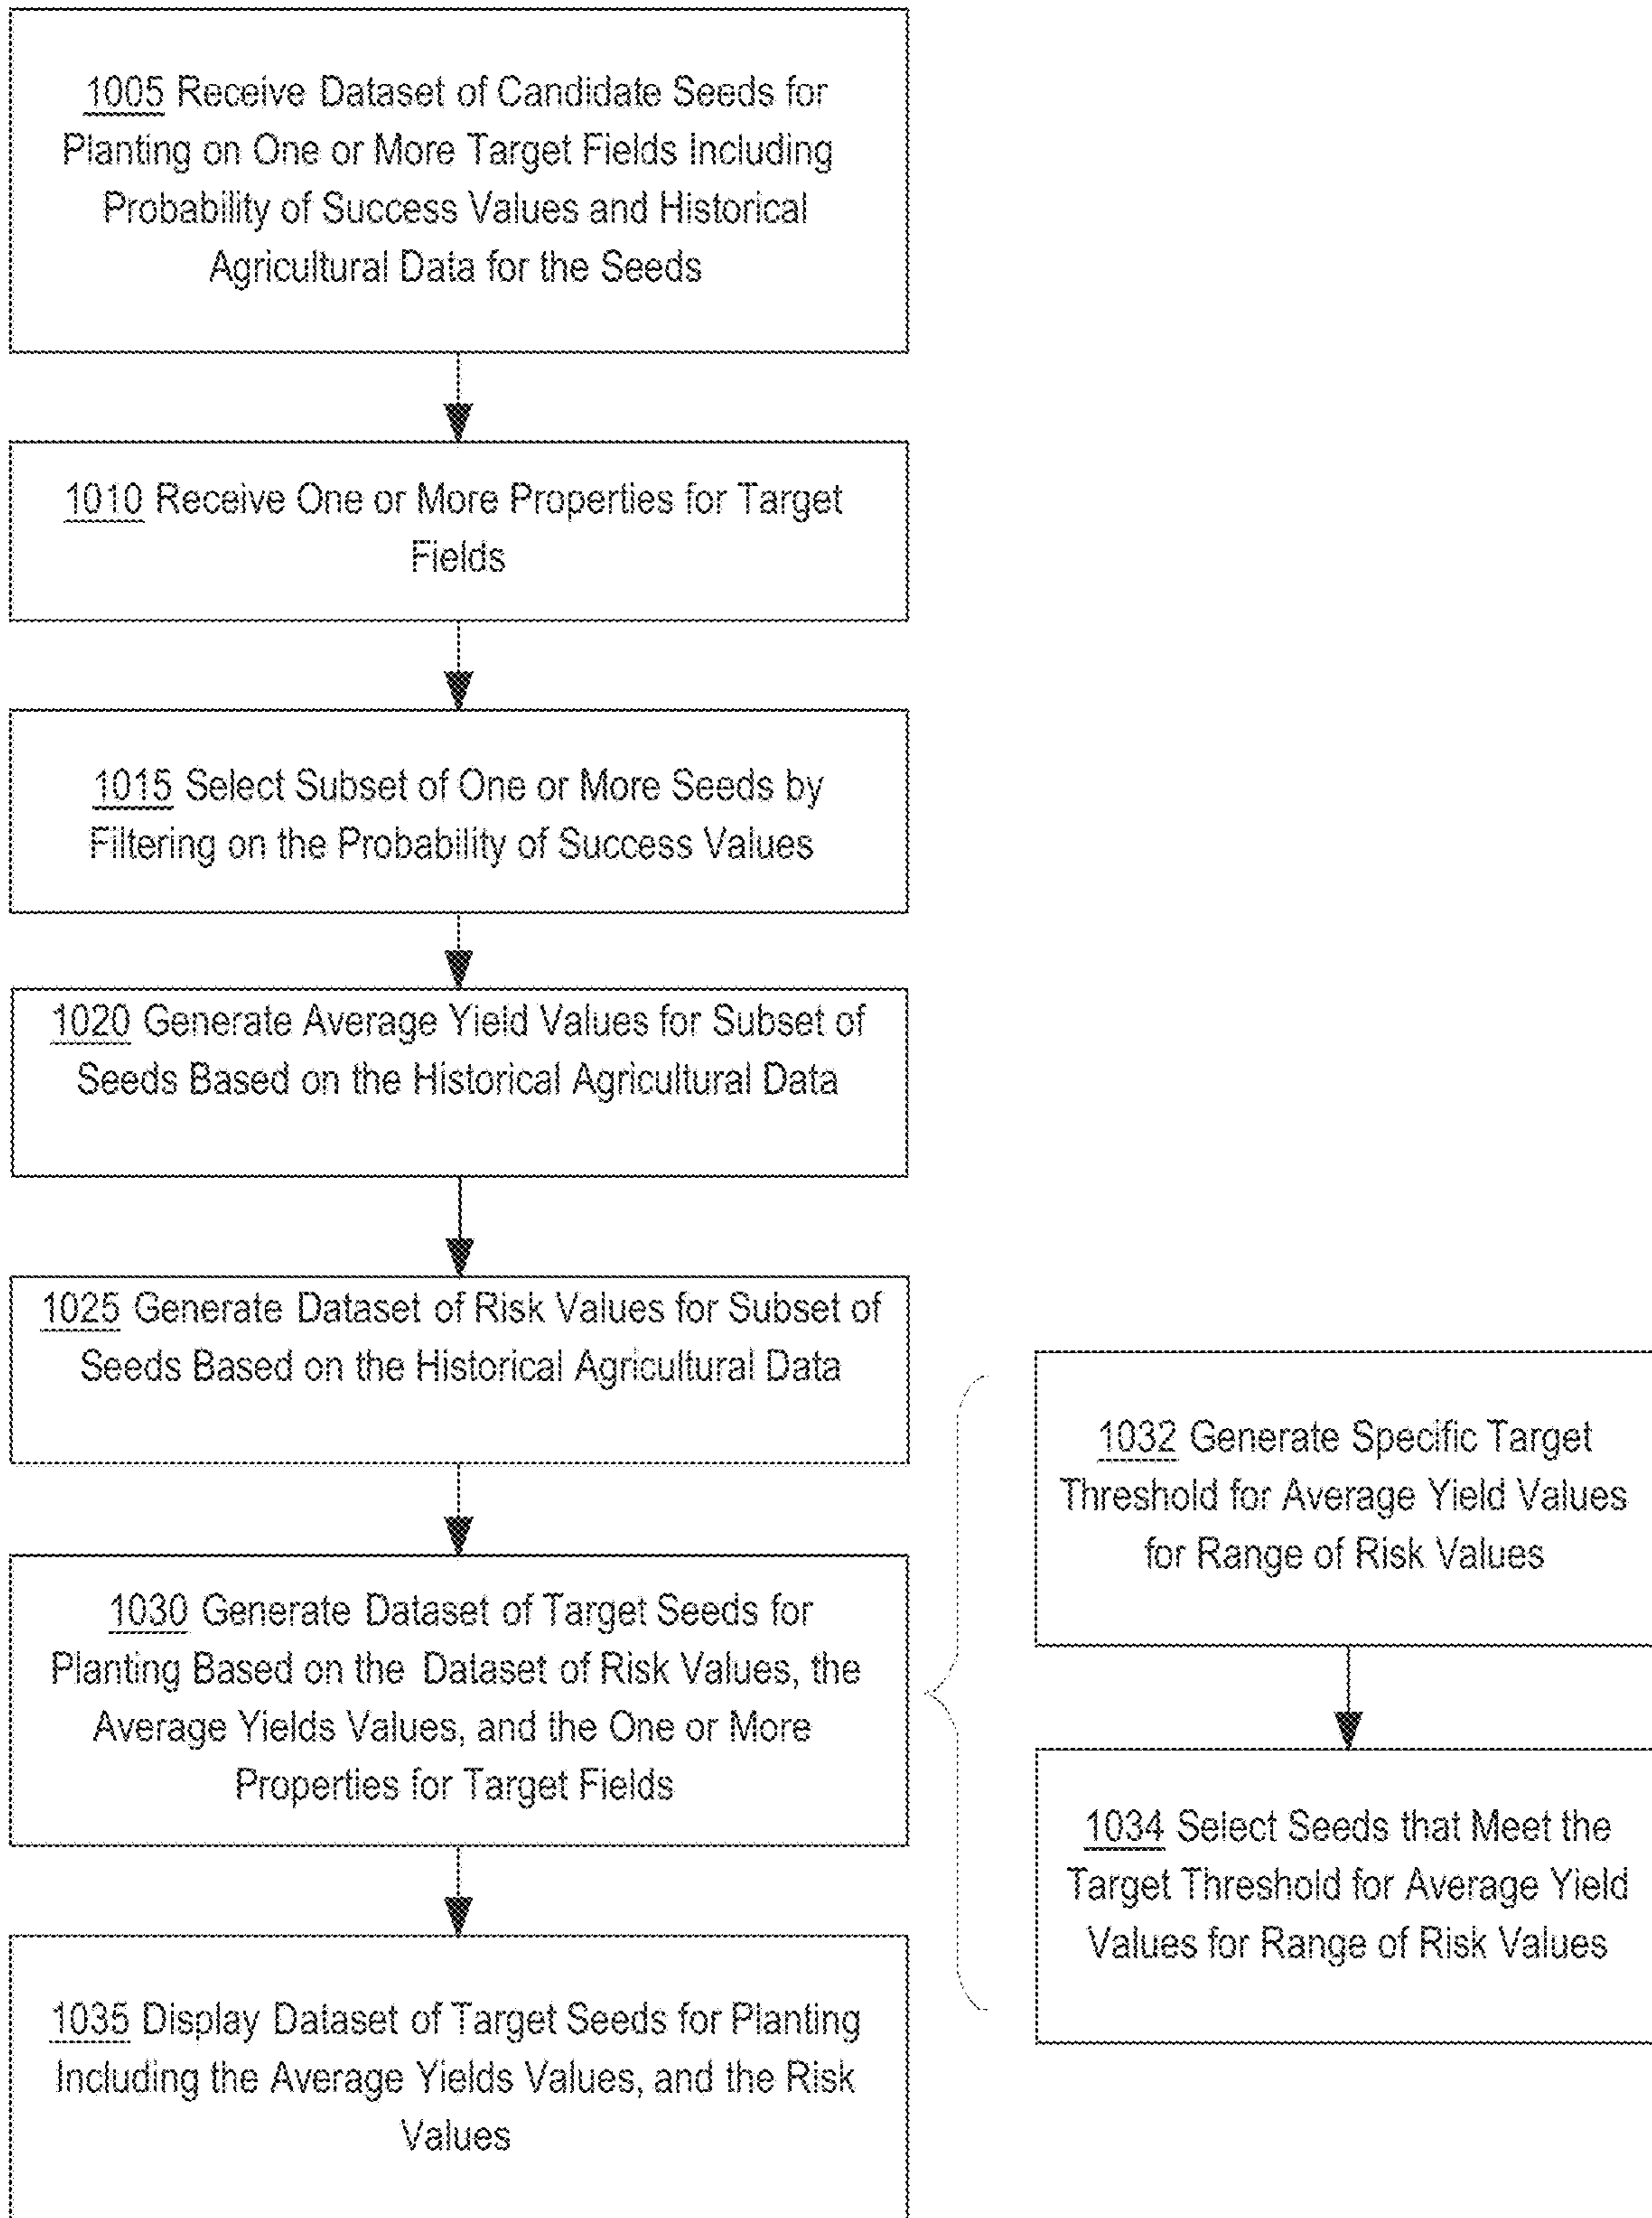 1005 Receive Dataset of Candidate Seeds for
Planting on One or More Target Fields Including
Probability of Success Values and Historical
Agricultural Data for the Seeds
1010 Receive One or More Properties for Target
Fields
1015 Select Subset of One or More Seeds by
Filtering on the Probability of Success Values
1020 Generate Average Yield Values for Subset of
Seeds Based on the Historical Agricultural Data
1025 Generate Dataset of Risk Values for Subset of
Seeds Based on the Historical Agricultural Data
1030 Generate Dataset of Target Seeds for
Planting Based on the Dataset of Risk Values, the
Average Yields Values, and the One or More
Properties for Target Fields
1032 Generate Specific Target
Threshold for Average Yield Values
for Range of Risk Values
1034 Select Seeds that Meet the
Target Threshold for Average Yield
Values for Range of Risk Values
1035 Display Dataset of Target Seeds for Planting
Including the Average Yields Values, and the Risk
Values